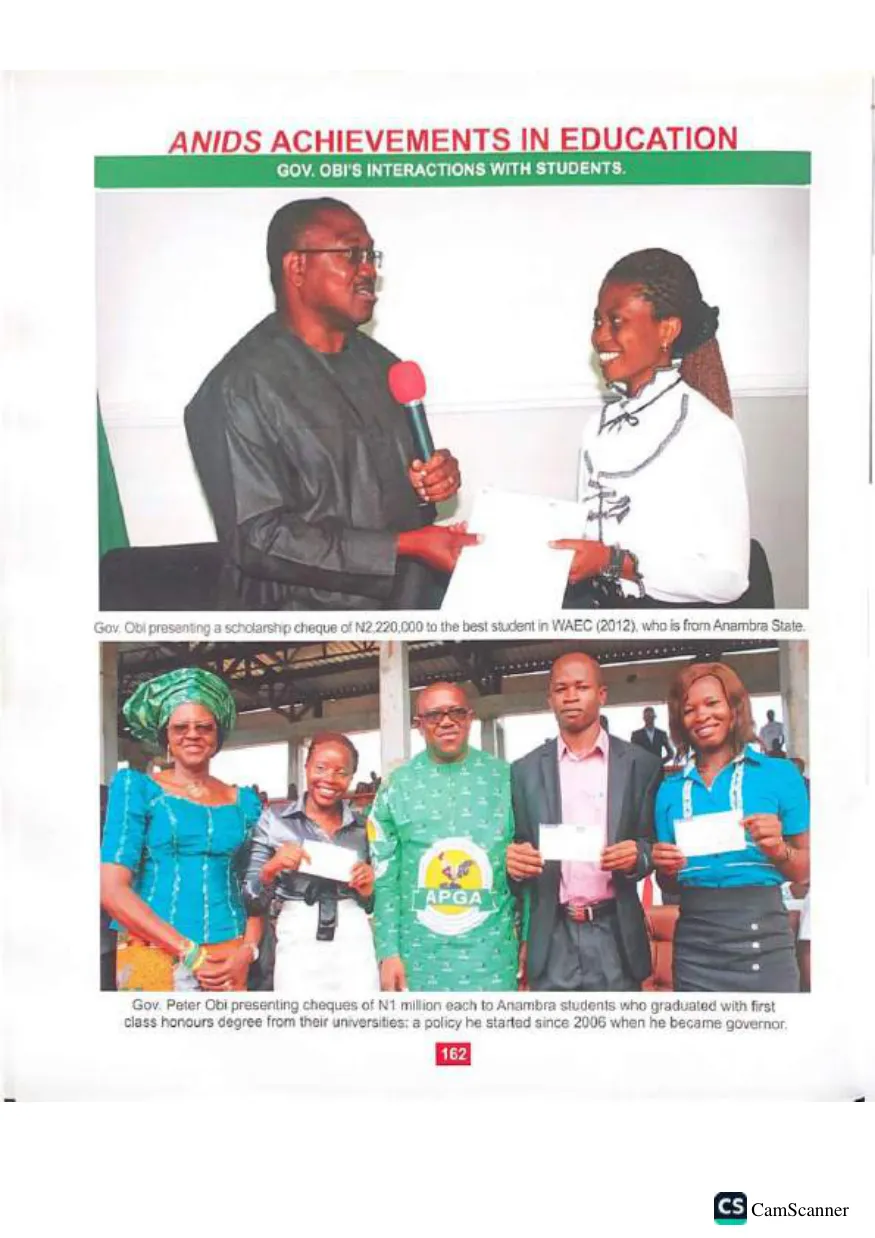 ANIDS ACHIEVEMENTS IN EDUCATION
GOV. OBI'S INTERACTIONS WITH STUDENTS.
Gov. Obi presenting a scholarship cheque of N2,220,000 to the best student in WAEC (2012), who is from Anambra State.
APGA
Gov. Peter Obi presenting cheques of N1 million each to Anambra students who graduated with first
class honours degree from their universities; a policy he started since 2006 when he became governor.
162
CS CamScanner